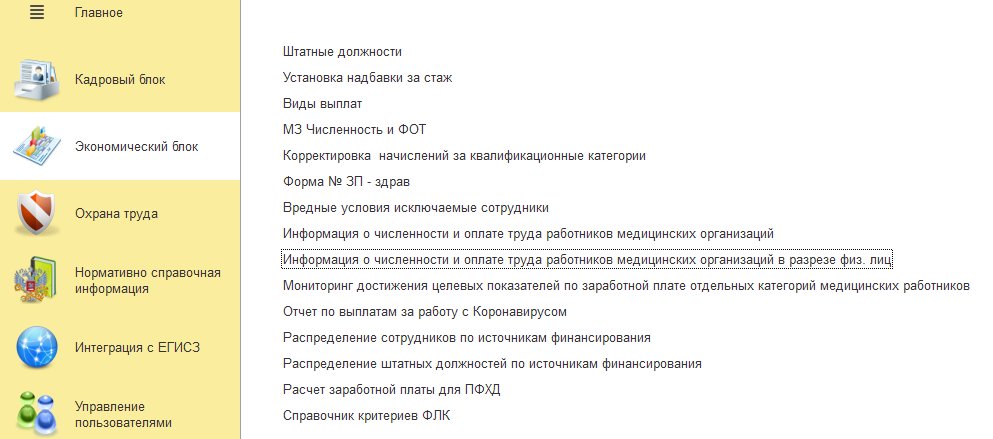 Главное
Кадровый блок
Экономический блок
Охрана труда
Нормативно справочная
информация
Интеграция с ЕГИСЗ
Управление
пользователями
Штатные должности
Установка надбавки за стаж
Виды выплат
МЗ Численность и ФОТ
Корректировка  начислений за квалификационные категории
Форма № ЗП - здрав
Вредные условия исключаемые сотрудники
Информация о численности и оплате труда работников медицинских организаций
Информация о численности и оплате труда работников медицинских организаций в разрезе физ. лиц
Мониторинг достижения целевых показателей по заработной плате отдельных категорий медицинских работников
Отчет по выплатам за работу с Коронавирусом
Распределение сотрудников по источникам финансирования
Распределение штатных должностей по источникам финансирования
Расчет заработной платы для ПФХД
Справочник критериев ФЛК